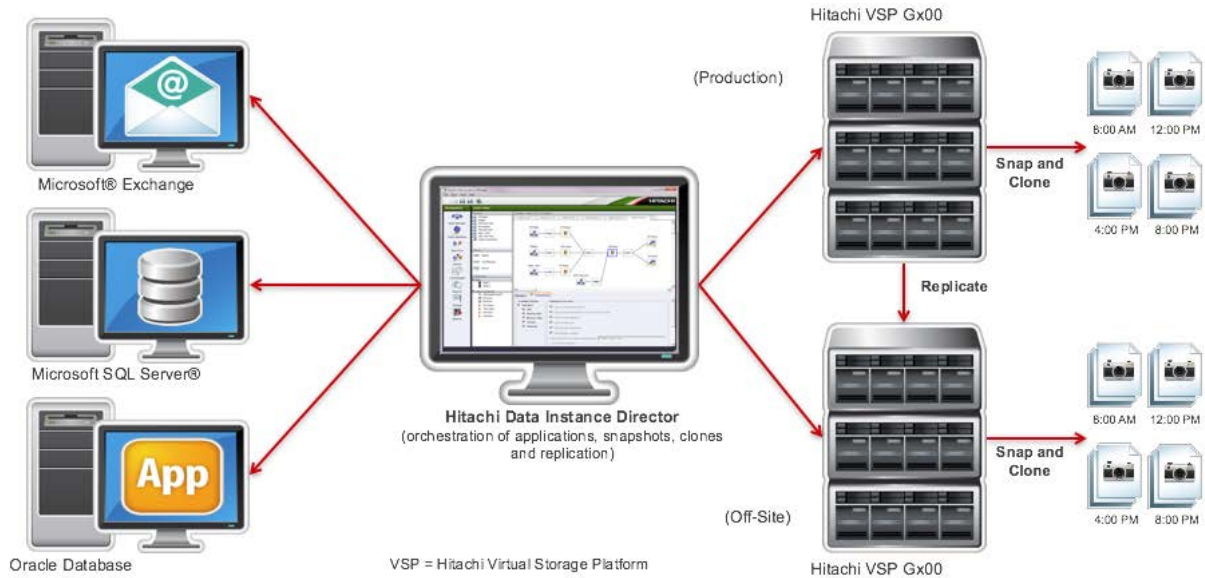 Hitachi VSP Gx00
(Production)
@
Microsoft® Exchange
8:00 AM
12:00 PM
Snap and
Clone
4:00 PM
8:00 PM
HITACHI
Microsoft SQL Server®
Replicate
Hitachi Data Instance Director
(orchestration of applications, snapshots, clones
and replication)
8:00 AM
12:00 PM
Snap and
Clone
4:00 PM
8:00 PM
App
(Off-Site)
Oracle Database
VSP = Hitachi Virtual Storage Platform
Hitachi VSP Gx00